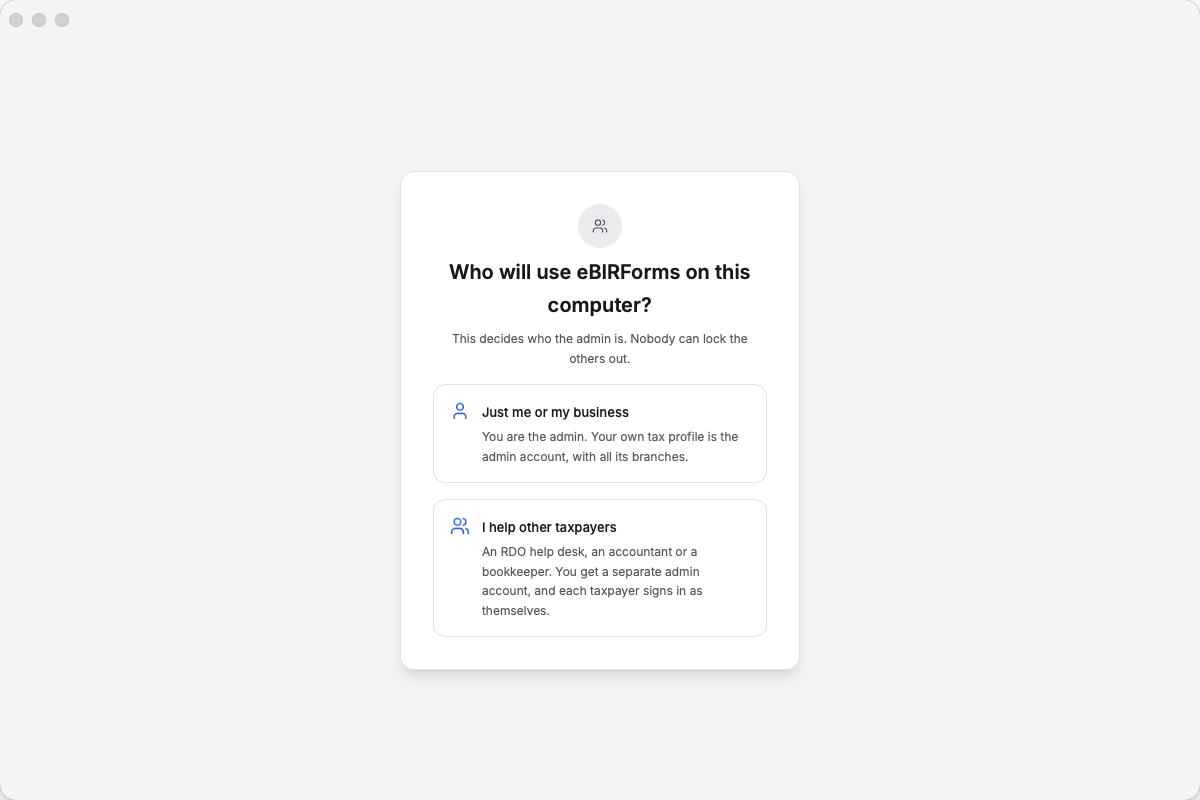 Who will use eBIRForms on this
computer?
This decides who the admin is. Nobody can lock the
others out.
Just me or my business
You are the admin. Your own tax profile is the
admin account, with all its branches.
I help other taxpayers
An RDO help desk, an accountant or a
bookkeeper. You get a separate admin
account, and each taxpayer signs in as
themselves.